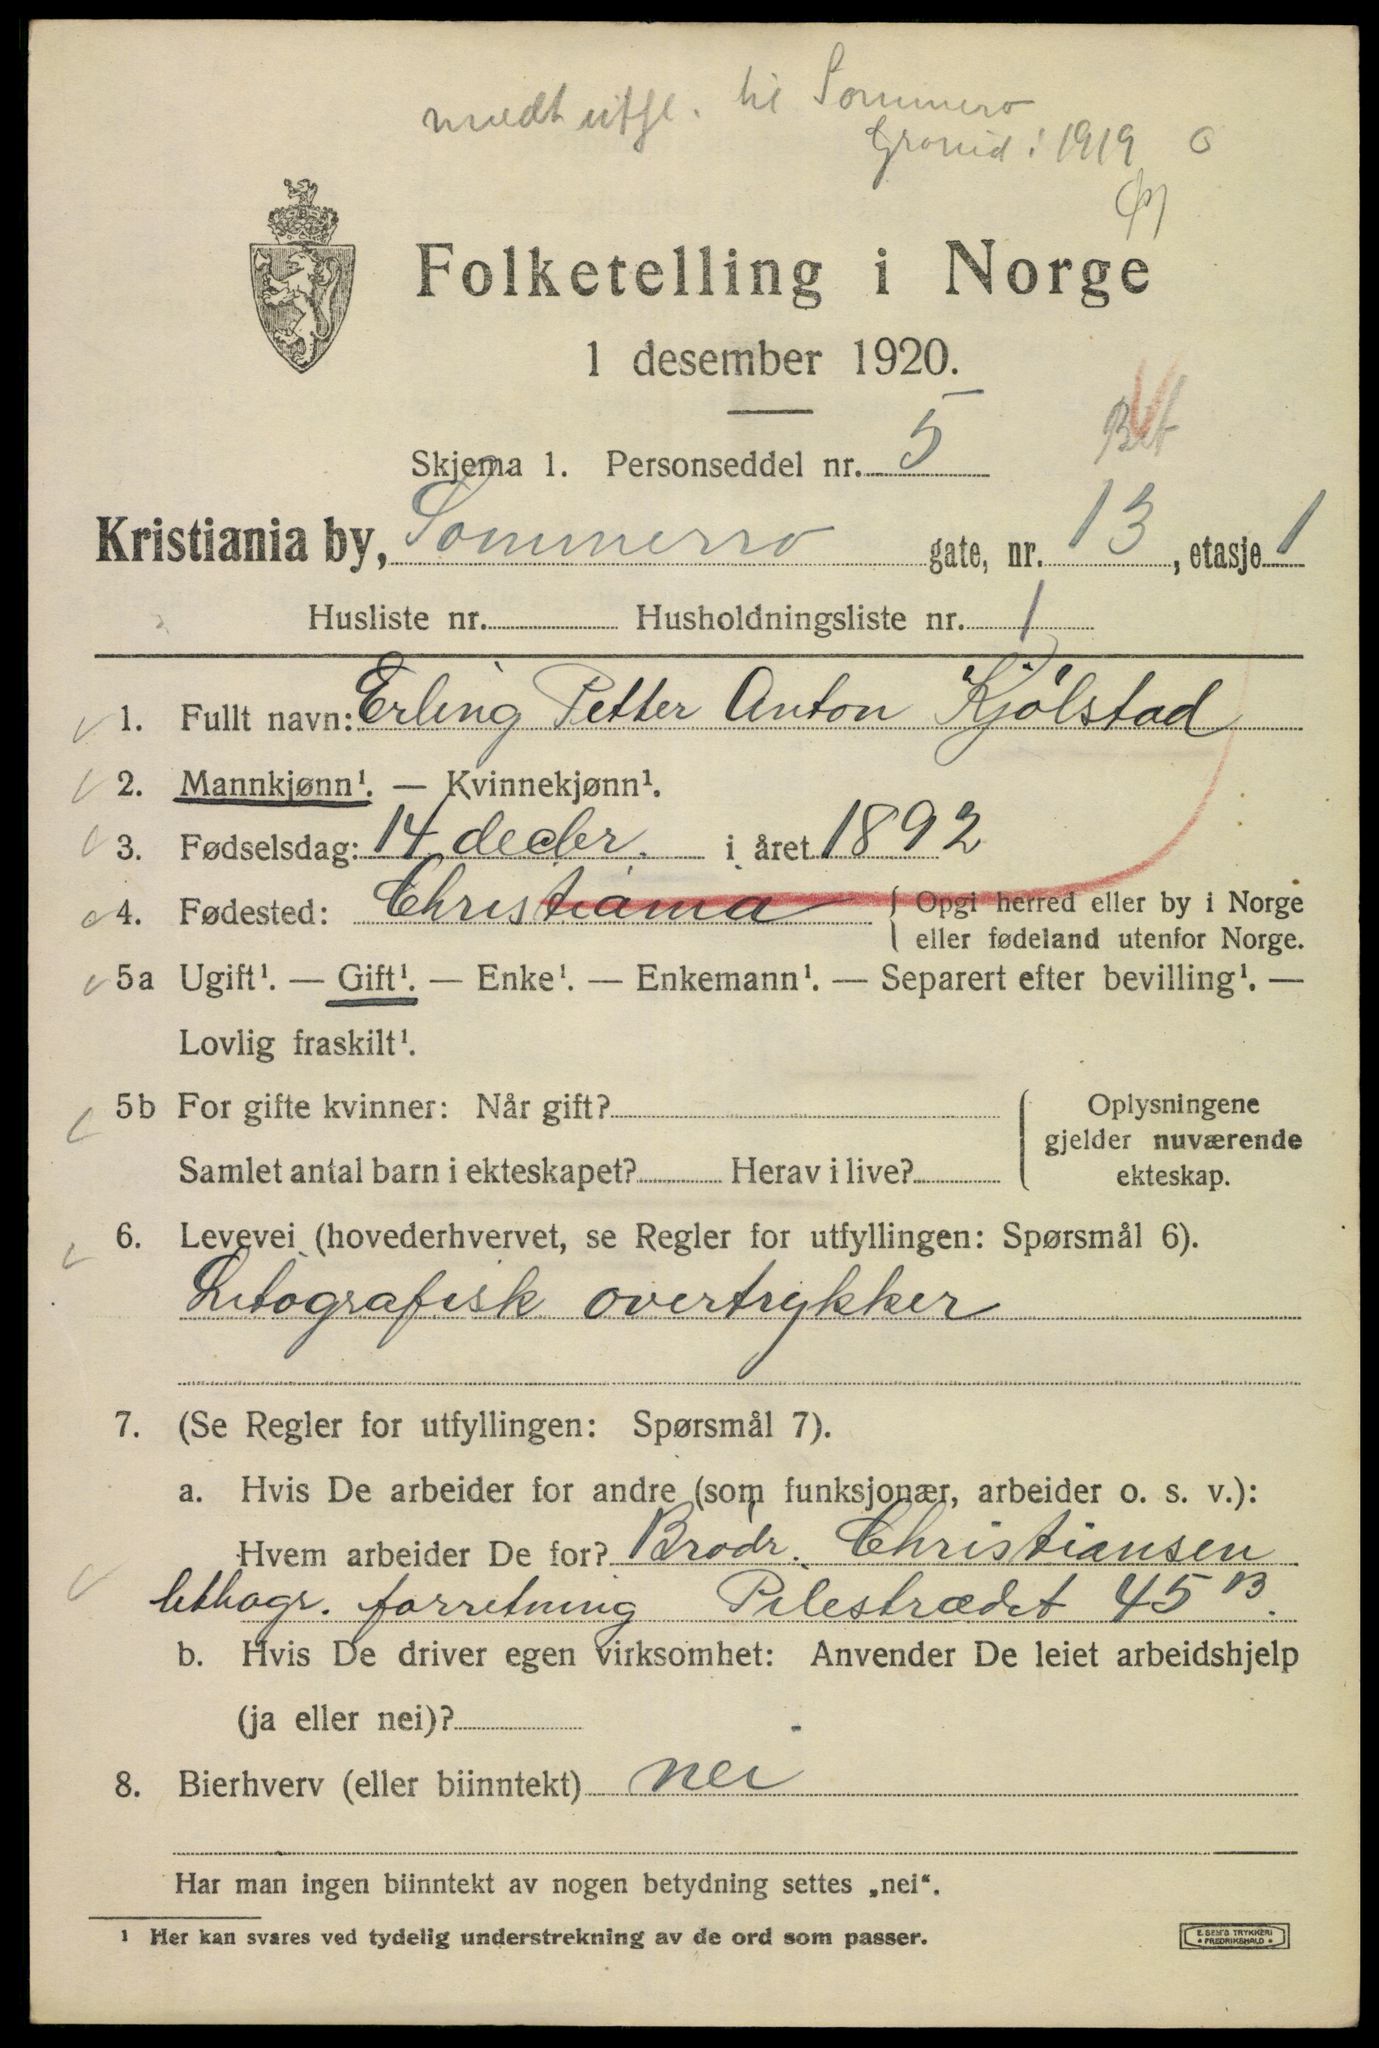 til Sommerro
1919
Folketelling i Norge
1 desember 1920.
Skjema 1. Personseddel nr. 5
Kristiania by, Sommerro gate, nr. 13, etasje 1
Husliste nr. Husholdningsliste nr. 1
1. Fullt navn: Erling Petter Anton Kjölstad
2. Mannkjønn¹. — Kvinnekjønn¹.
3. Fødselsdag: 14 decbr. i året 1892
4. Fødested: Christiania { Opgi herred eller by i Norge
eller fødeland utenfor Norge.
5a Ugift¹. — Gift¹. — Enke¹. — Enkemann¹. — Separert efter bevilling¹. —
Lovlig fraskilt¹.
5b For gifte kvinner: Når gift?
Samlet antal barn i ekteskapet? Herav i live?
{ Oplysningene
gjelder nuværende
ekteskap.
6. Levevei (hovederhvervet, se Regler for utfyllingen: Spørsmål 6).
Litografisk overtrykker
7. (Se Regler for utfyllingen: Spørsmål 7).
a. Hvis De arbeider for andre (som funksjonær, arbeider o. s. v.):
Hvem arbeider De for? Brødr. Christiansen
lithogr. forretning Pilestrædet 45 B.
b. Hvis De driver egen virksomhet: Anvender De leiet arbeidshjelp
(ja eller nei)?
8. Bierhverv (eller biinntekt) nei
Har man ingen biinntekt av nogen betydning settes „nei“.
¹ Her kan svares ved tydelig understrekning av de ord som passer.
E. SEM'S TRYKKERI
FREDRIKSHALD